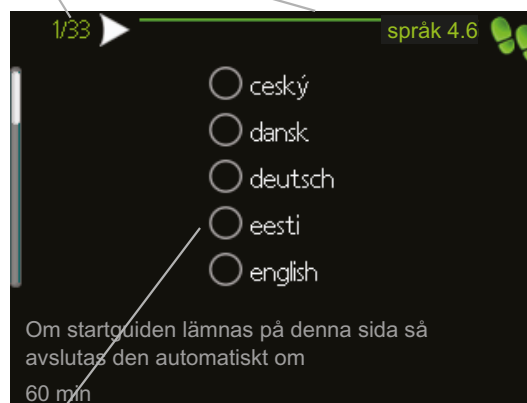 1/33
språk 4.6
ceský
dansk
deutsch
eesti
english
Om startguiden lämnas på denna sida så
avslutas den automatiskt om
60 min